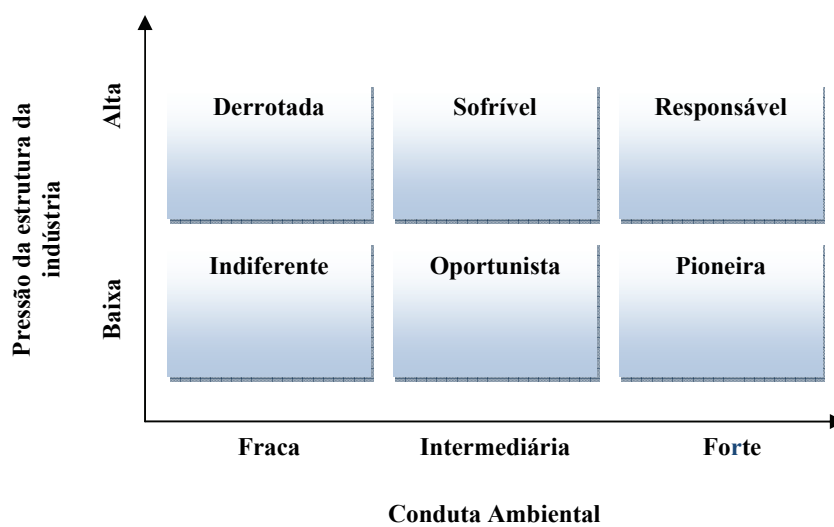 Pressão da estrutura da
indústria
Alta
Derrotada
Sofrível
Responsável
Baixa
Indiferente
Oportunista
Pioneira
Fraca
Intermediária
Forte
Conduta Ambiental